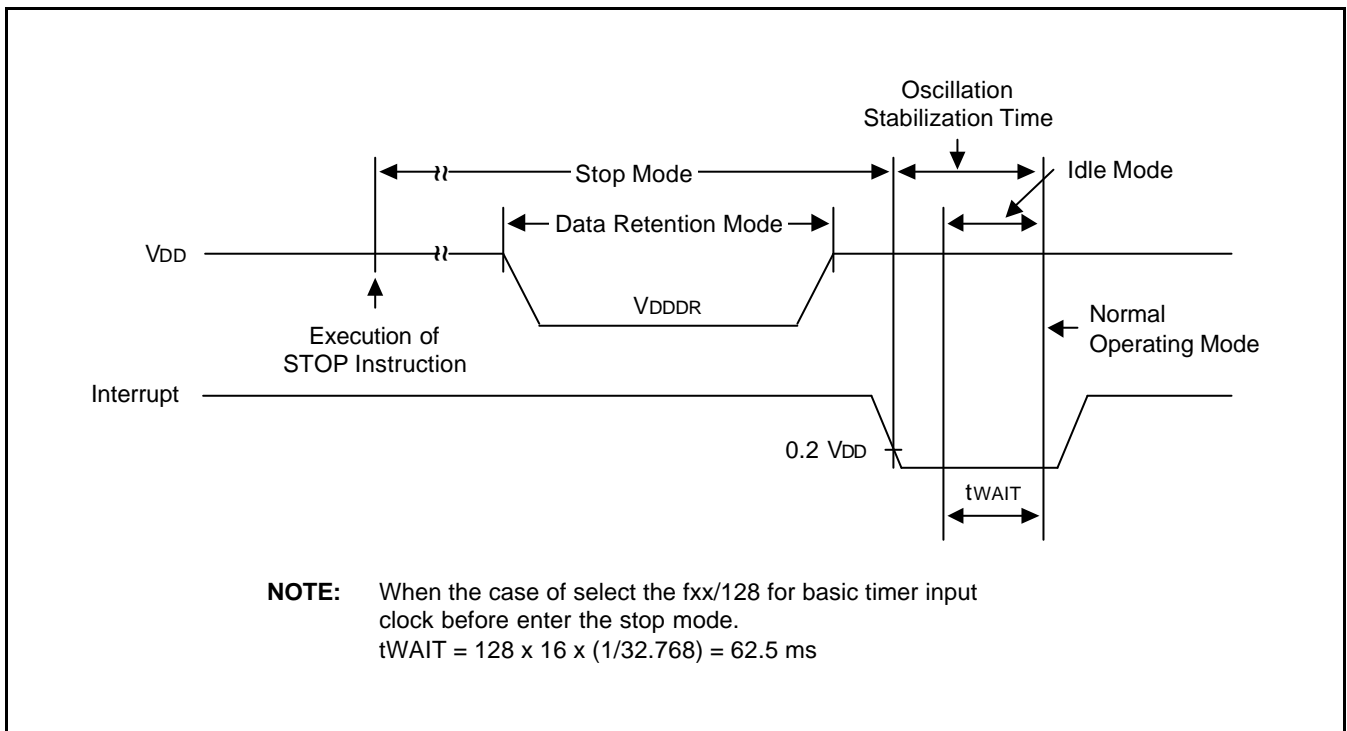 Oscillation
Stabilization Time
Stop Mode
Idle Mode
Data Retention Mode
VDD
VDDDR
Execution of
STOP Instruction
Normal
Operating Mode
Interrupt
0.2 VDD
tWAIT
NOTE: When the case of select the fxx/128 for basic timer input
clock before enter the stop mode.
tWAIT = 128 x 16 x (1/32.768) = 62.5 ms